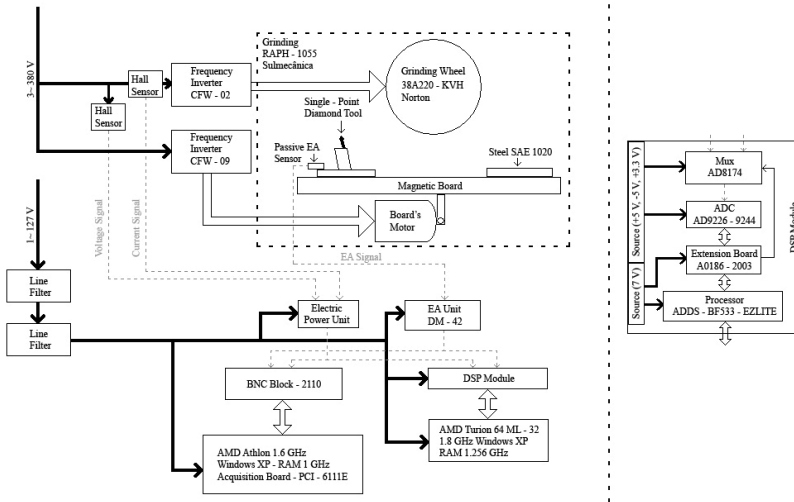 3~ 380 V
Hall
Sensor
Hall
Sensor
Frequency
Inverter
CFW - 02
Frequency
Inverter
CFW - 09
Grinding
RAPH - 1055
Sulmecânica
Grinding Wheel
38A220 - KVH
Norton
Single - Point
Diamond Tool
Passive EA
Sensor
Steel SAE 1020
Magnetic Board
Board's
Motor
1~ 127 V
Voltage Signal
Current Signal
EA Signal
Line
Filter
Line
Filter
Electric
Power Unit
EA Unit
DM - 42
BNC Block - 2110
DSP Module
AMD Athlon 1.6 GHz
Windows XP - RAM 1 GHz
Acquisition Board - PCI - 6111E
AMD Turion 64 ML - 32
1.8 GHz Windows XP
RAM 1.256 GHz
Source (+5 V, -5 V, +3.3 V)
Source (7 V)
Mux
AD8174
ADC
AD9226 - 9244
Extension Board
A0186 - 2003
Processor
ADDS - BF533 - EZLITE